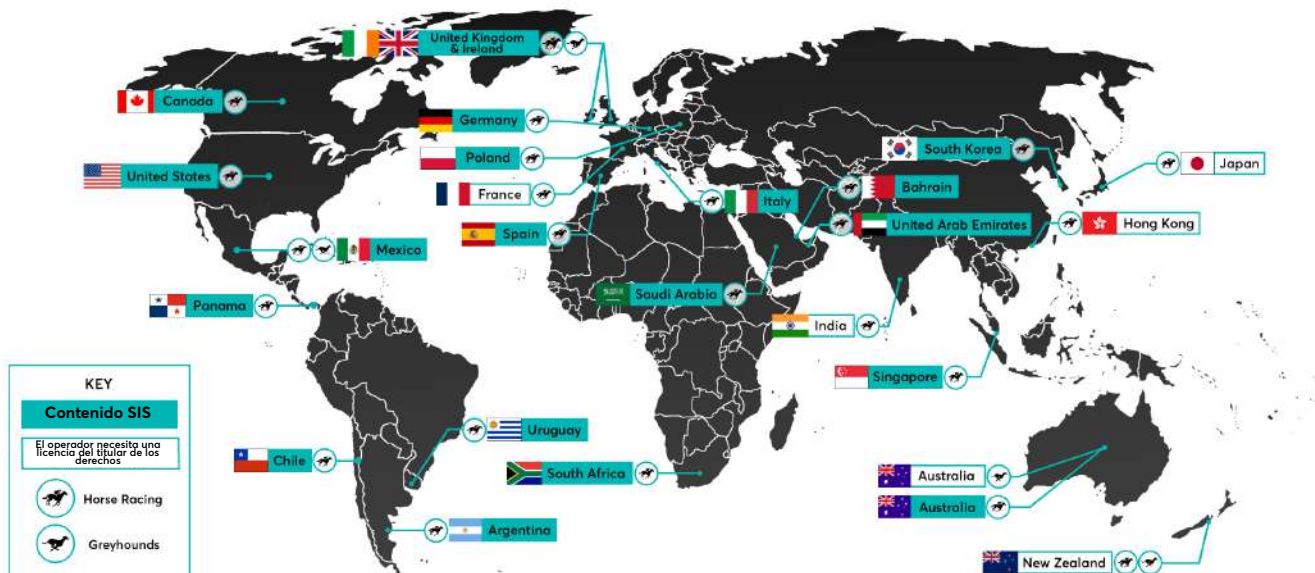 United Kingdom
& Ireland
Canada
Germany
South Korea
Poland
Japan
United States
France
Italy
Bahrain
Spain
United Arab Emirates
Hong Kong
Mexico
Saudi Arabia
Panama
India
Singapore
KEY
Contenido SIS
El operador necesita una
licencia del titular de los
derechos
Horse Racing
Greyhounds
Uruguay
Chile
South Africa
Australia
Australia
Argentina
New Zealand